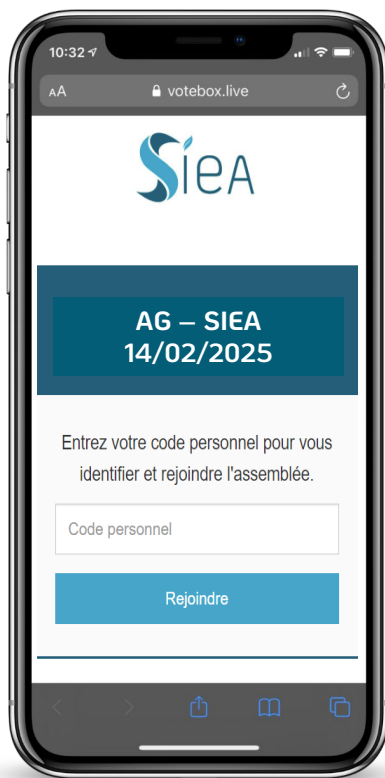 10:32
AA votebox.live
SieA
AG – SIEA
14/02/2025
Entrez votre code personnel pour vous
identifier et rejoindre l'assemblée.
Code personnel
Rejoindre